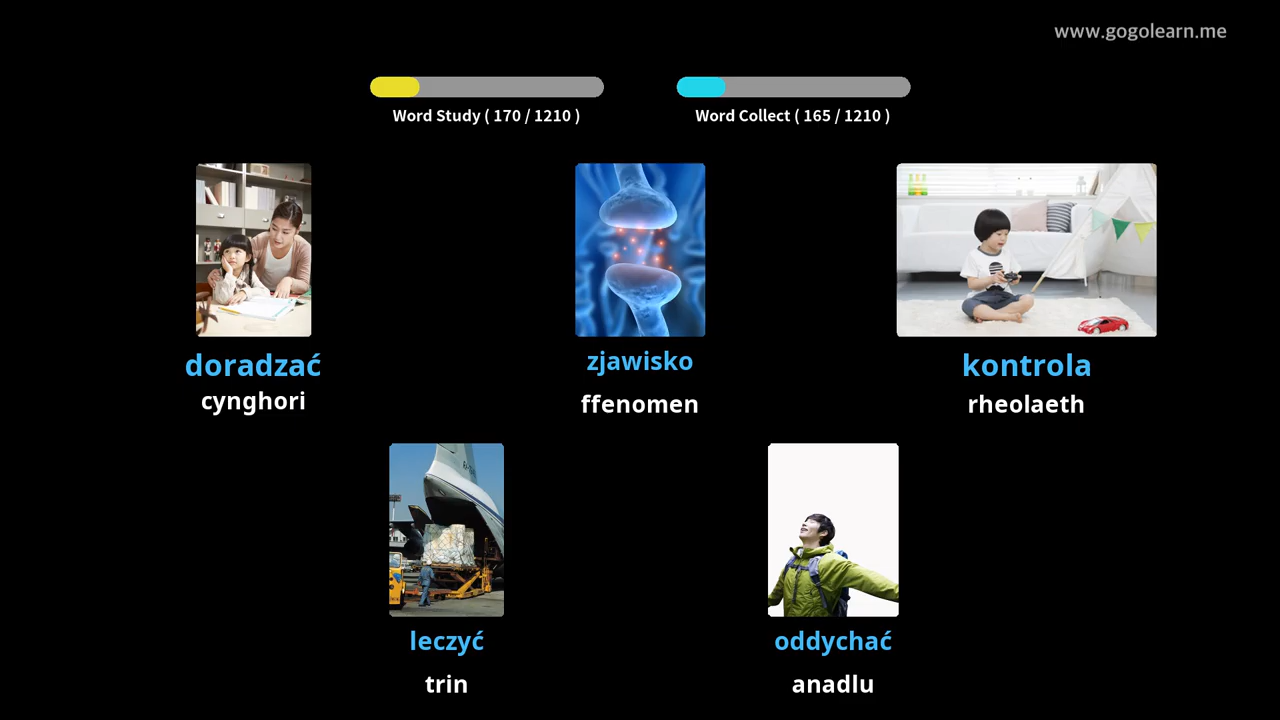 www.gogolearn.me
Word Study ( 170 / 1210 )
Word Collect ( 165 / 1210 )
doradzać
cynghori
zjawisko
ffenomen
kontrola
rheolaeth
leczyć
trin
oddychać
anadlu